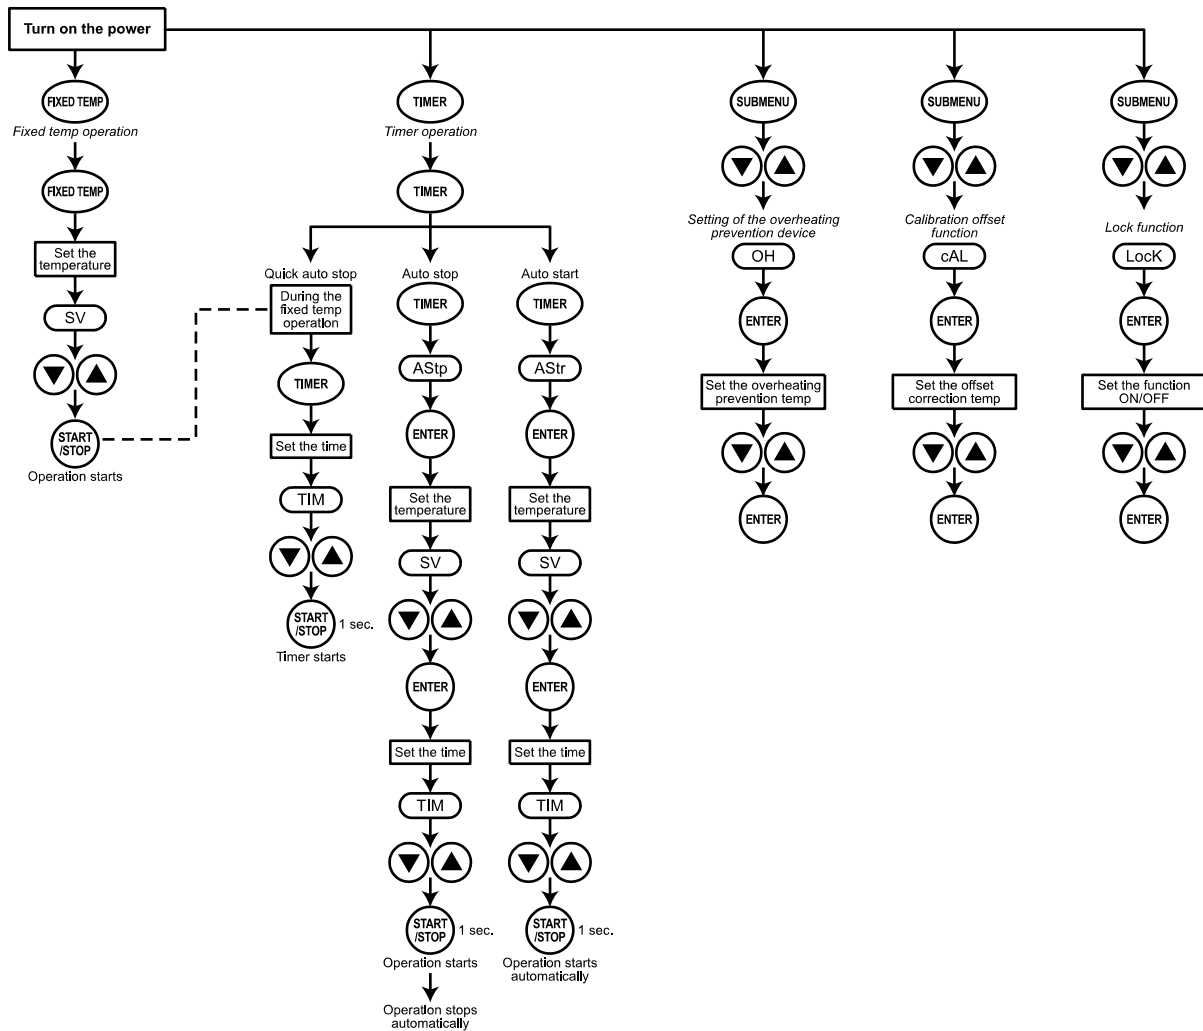 Turn on the power
FIXED TEMP
Fixed temp operation
FIXED TEMP
Set the
temperature
SV
START
/STOP
Operation starts
TIMER
Timer operation
TIMER
Quick auto stop
During the
fixed temp
operation
TIMER
Set the time
TIM
START
/STOP
1 sec.
Timer starts
Auto stop
TIMER
AStp
ENTER
Set the
temperature
SV
ENTER
Set the time
TIM
START
/STOP
1 sec.
Operation starts
Operation stops
automatically
Auto start
TIMER
AStr
ENTER
Set the
temperature
SV
ENTER
Set the time
TIM
START
/STOP
1 sec.
Operation starts
automatically
SUBMENU
Setting of the overheating
prevention device
OH
ENTER
Set the overheating
prevention temp
ENTER
SUBMENU
Calibration offset
function
cAL
ENTER
Set the offset
correction temp
ENTER
SUBMENU
Lock function
LocK
ENTER
Set the function
ON/OFF
ENTER